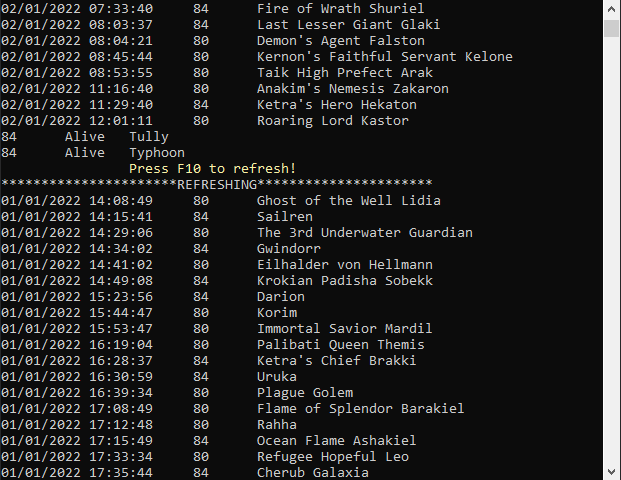 02/01/2022 07:33:40 84 Fire of Wrath Shuriel
02/01/2022 08:03:37 84 Last Lesser Giant Glaki
02/01/2022 08:04:21 80 Demon's Agent Falston
02/01/2022 08:45:44 80 Kernon's Faithful Servant Kelone
02/01/2022 08:53:55 80 Taik High Prefect Arak
02/01/2022 11:16:40 80 Anakim's Nemesis Zakaron
02/01/2022 11:29:40 84 Ketra's Hero Hekaton
02/01/2022 12:01:11 80 Roaring Lord Kastor
84 Alive Tully
84 Alive Typhoon
Press F10 to refresh!
**********************REFRESHING**********************
01/01/2022 14:08:49 80 Ghost of the Well Lidia
01/01/2022 14:15:41 84 Sailren
01/01/2022 14:29:06 80 The 3rd Underwater Guardian
01/01/2022 14:34:02 84 Gwindorr
01/01/2022 14:41:02 80 Eilhalder von Hellmann
01/01/2022 14:49:08 84 Krokian Padisha Sobekk
01/01/2022 15:23:56 84 Darion
01/01/2022 15:44:47 80 Korim
01/01/2022 15:53:47 80 Immortal Savior Mardil
01/01/2022 16:19:04 80 Palibati Queen Themis
01/01/2022 16:28:37 84 Ketra's Chief Brakki
01/01/2022 16:30:59 84 Uruka
01/01/2022 16:39:34 80 Plague Golem
01/01/2022 17:08:49 80 Flame of Splendor Barakiel
01/01/2022 17:12:48 80 Rahha
01/01/2022 17:15:49 84 Ocean Flame Ashakiel
01/01/2022 17:33:34 80 Refugee Hopeful Leo
01/01/2022 17:35:44 84 Cherub Galaxia